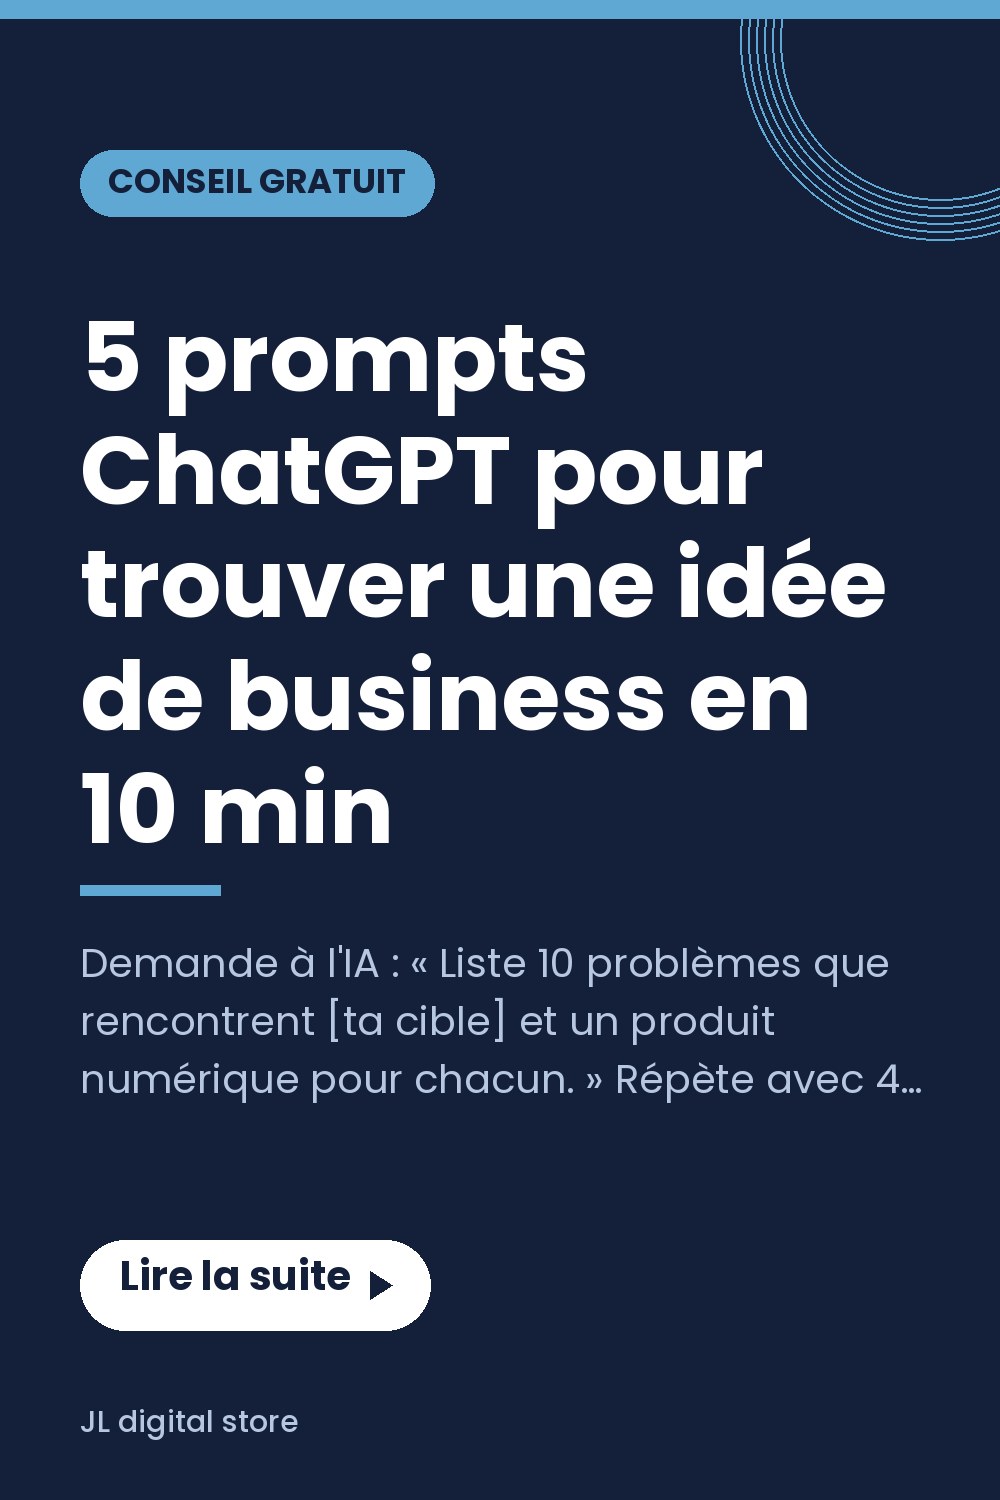 CONSEIL GRATUIT
5 prompts
ChatGPT pour
trouver une idée
de business en
10 min
Demande à l'IA : « Liste 10 problèmes que
rencontrent [ta cible] et un produit
numérique pour chacun. » Répète avec 4…
Lire la suite
JL digital store